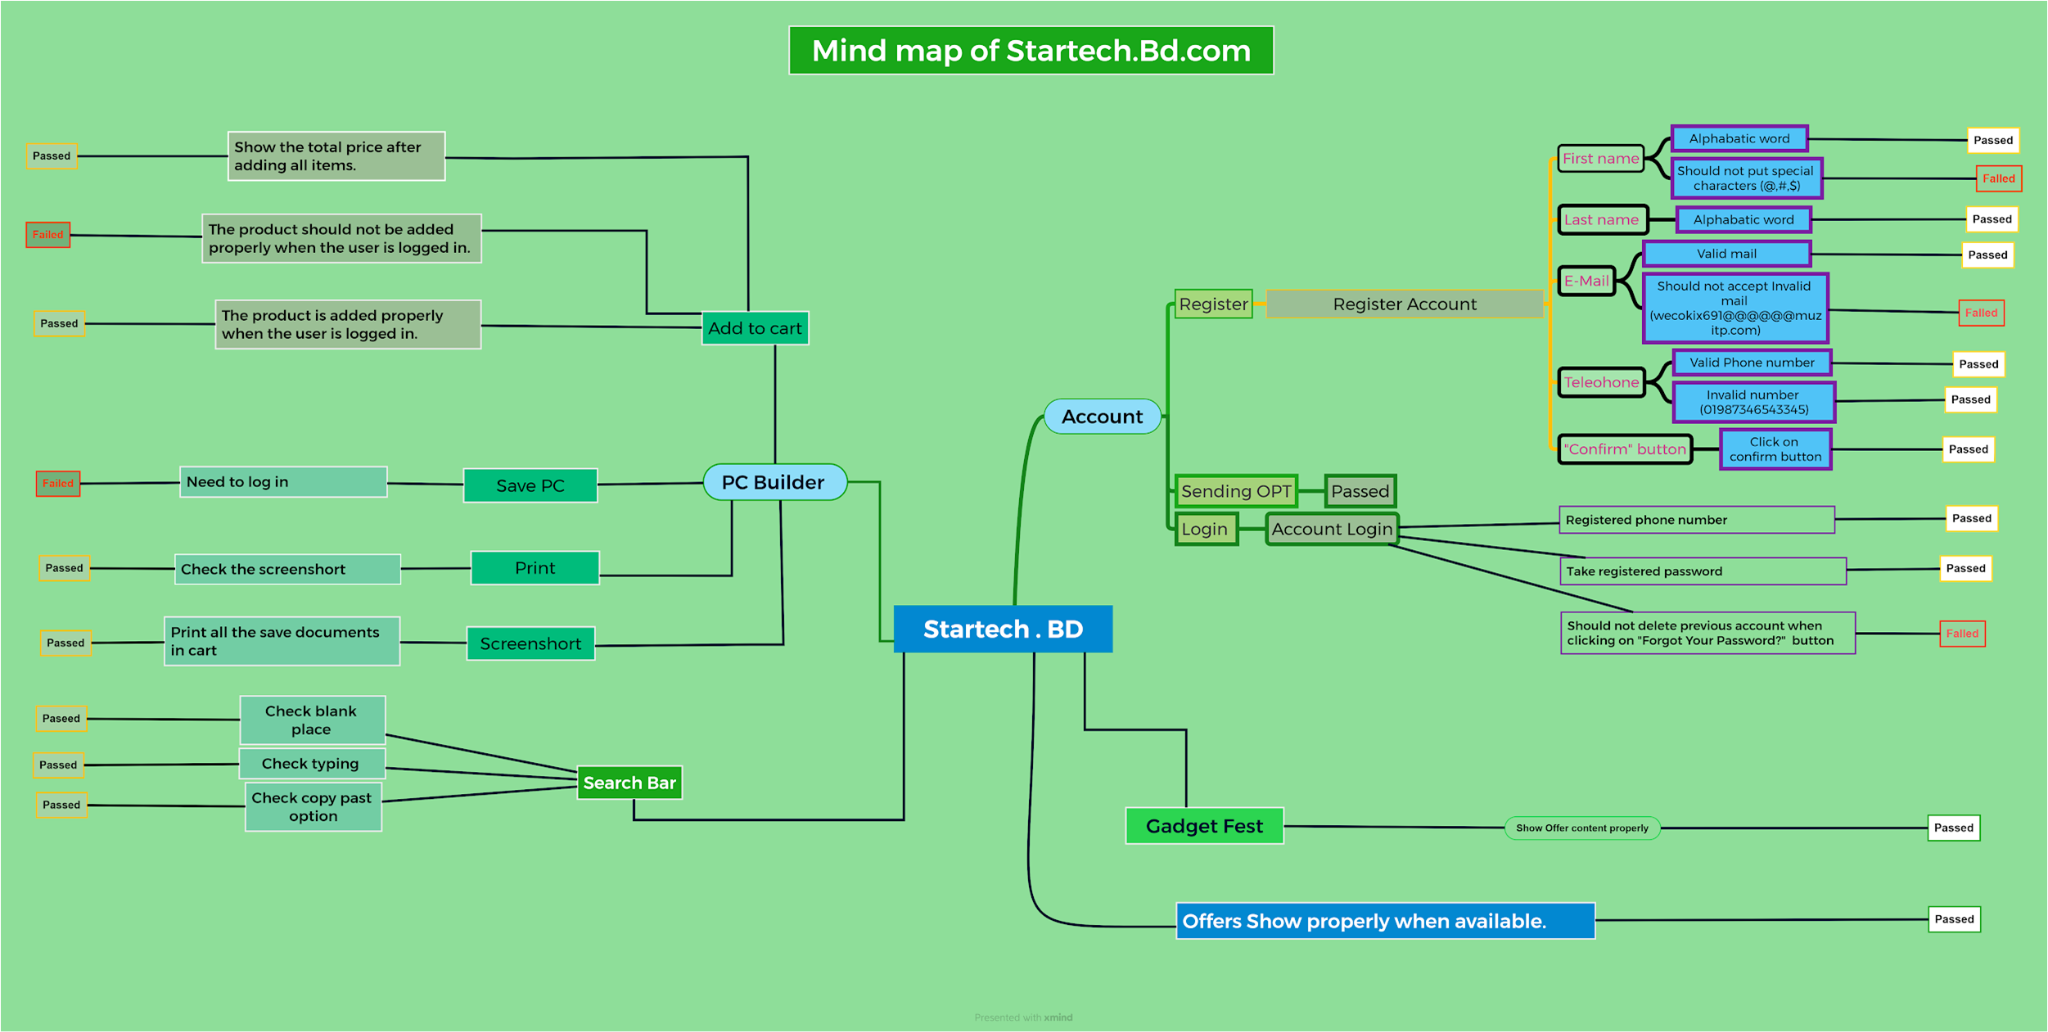 Mind map of Startech.Bd.com
Passed
Show the total price after
adding all items.
Failed
The product should not be added
properly when the user is logged in.
Passed
The product is added properly
when the user is logged in.
Add to cart
PC Builder
Failed
Need to log in
Save PC
Passed
Check the screenshort
Print
Passed
Print all the save documents
in cart
Screenshort
Paseed
Check blank
place
Passed
Check typing
Passed
Check copy past
option
Search Bar
Startech . BD
Account
Register
Register Account
First name
Alphabatic word
Passed
Should not put special
characters (@,#,$)
Falled
Last name
Alphabatic word
Passed
E-Mail
Valid mail
Passed
Should not accept Invalid
mail
(wecokix691@@@@@@muz
itp.com)
Falled
Teleohone
Valid Phone number
Passed
Invalid number
(01987346543345)
Passed
"Confirm" button
Click on
confirm button
Passed
Sending OPT
Passed
Login
Account Login
Registered phone number
Passed
Take registered password
Passed
Should not delete previous account when
clicking on "Forgot Your Password?" button
Falled
Gadget Fest
Show Offer content properly
Passed
Offers Show properly when available.
Passed
Presented with xmind